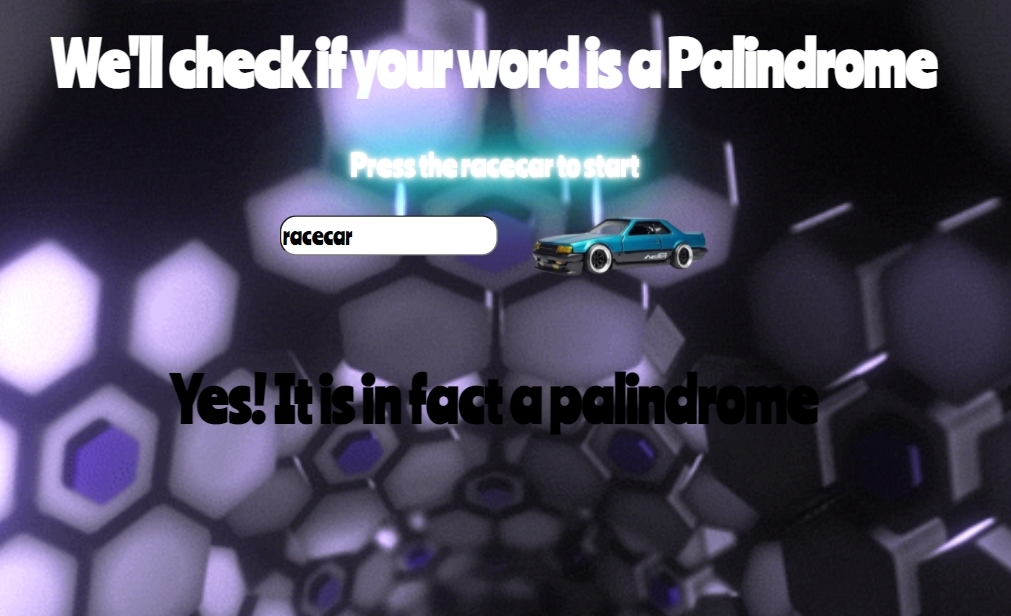 We'll check if your word is a Palindrome
Press the racecar to start
racecar
Yes! It is in fact a palindrome